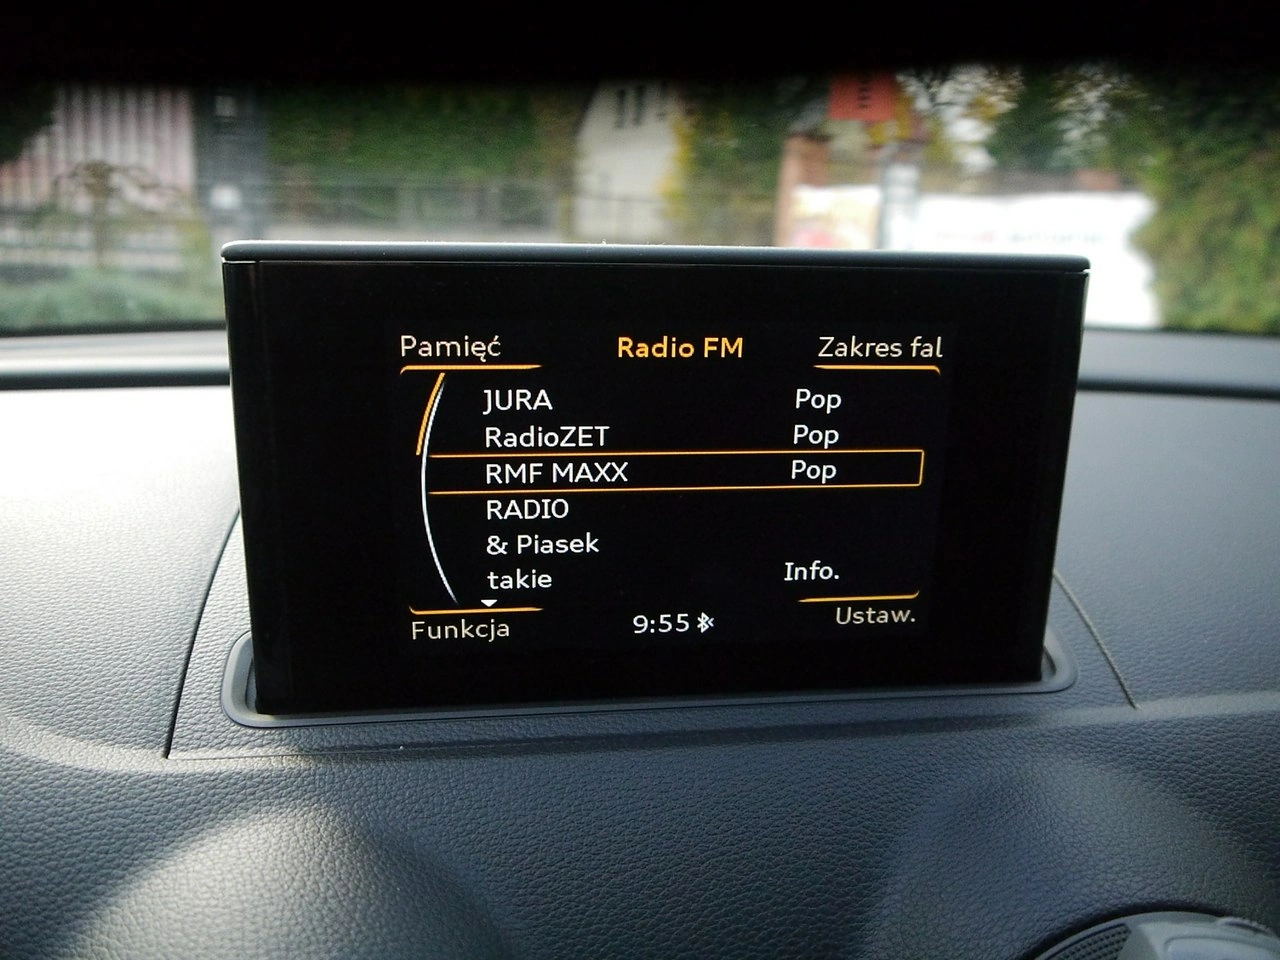 Pamięć Radio FM Zakres fal
JURA Pop
RadioZET Pop
RMF MAXX Pop
RADIO
& Piasek
takie Info.
Funkcja 9:55 Ustaw.